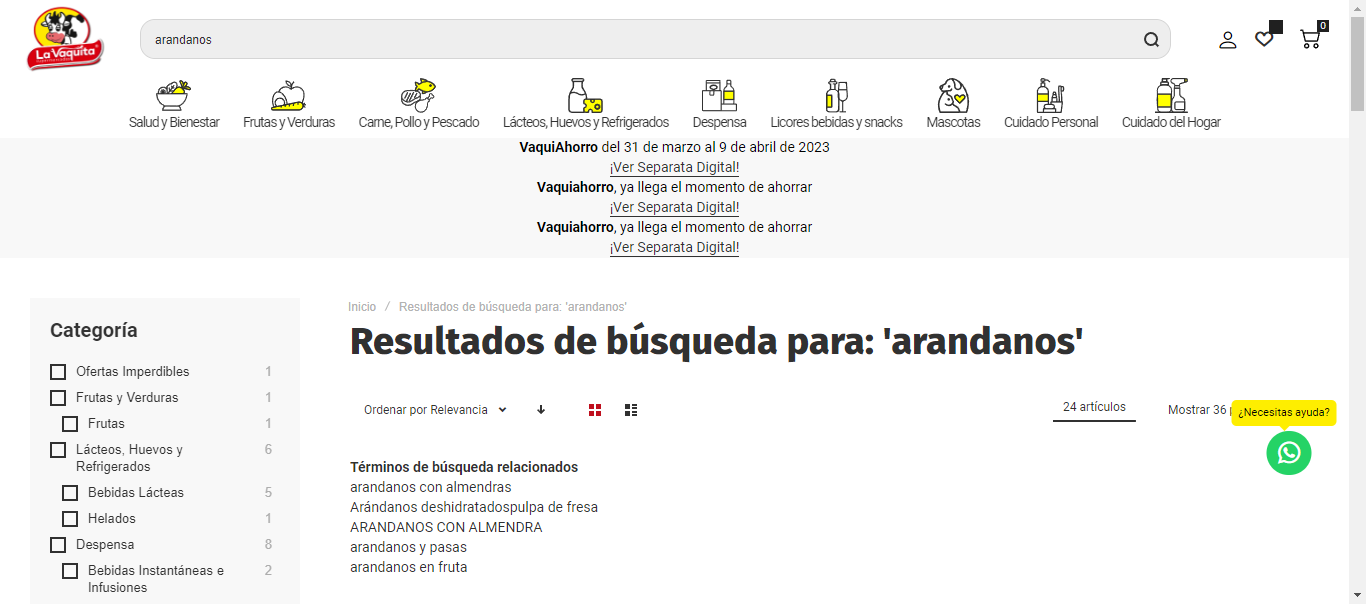 La Vaquita
arandanos
0
Salud y Bienestar
Frutas y Verduras
Carne, Pollo y Pescado
Lácteos, Huevos y Refrigerados
Despensa
Licores bebidas y snacks
Mascotas
Cuidado Personal
Cuidado del Hogar
VaquiAhorro del 31 de marzo al 9 de abril de 2023
¡Ver Separata Digital!
Vaquiahorro, ya llega el momento de ahorrar
¡Ver Separata Digital!
Vaquiahorro, ya llega el momento de ahorrar
¡Ver Separata Digital!
Categoría
Ofertas Imperdibles 1
Frutas y Verduras 1
Frutas 1
Lácteos, Huevos y 6
Refrigerados
Bebidas Lácteas 5
Helados 1
Despensa 8
Bebidas Instantáneas e 2
Infusiones
Inicio / Resultados de búsqueda para: 'arandanos'
Resultados de búsqueda para: 'arandanos'
Ordenar por Relevancia
24 artículos
Mostrar 36
¿Necesitas ayuda?
Términos de búsqueda relacionados
arandanos con almendras
Arándanos deshidratadospulpa de fresa
ARANDANOS CON ALMENDRA
arandanos y pasas
arandanos en fruta